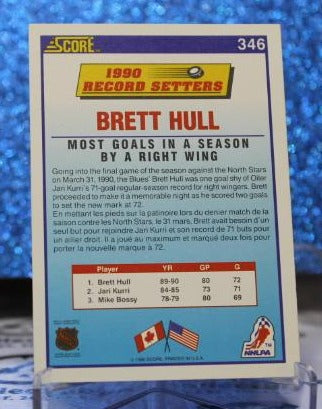 SCORE 346
1990
RECORD SETTERS
BRETT HULL
MOST GOALS IN A SEASON
BY A RIGHT WING
Going into the final game of the season against the North Stars
on March 31, 1990, the Blues' Brett Hull was one goal shy of Oiler
Jari Kurri's 71-goal regular-season record for right wingers. Brett
proceeded to make it a memorable night as he scored two goals
to set the new mark at 72.
En mettant les pieds sur la patinoire lors du dernier match de la
saison contre les North Stars, le 31 mars, Brett avait besoin d'un
seul but pour rejoindre Jari Kurri et son record de 71 buts pour
un ailier droit. Il a joué au maximum et marqué deux fois pour
porter la nouvelle marque à 72.
Player YR GP G
1. Brett Hull 89-90 80 72
2. Jari Kurri 84-85 73 71
3. Mike Bossy 78-79 80 69
NHL
NHLPA
© 1990 SCORE, PRINTED IN U.S.A.